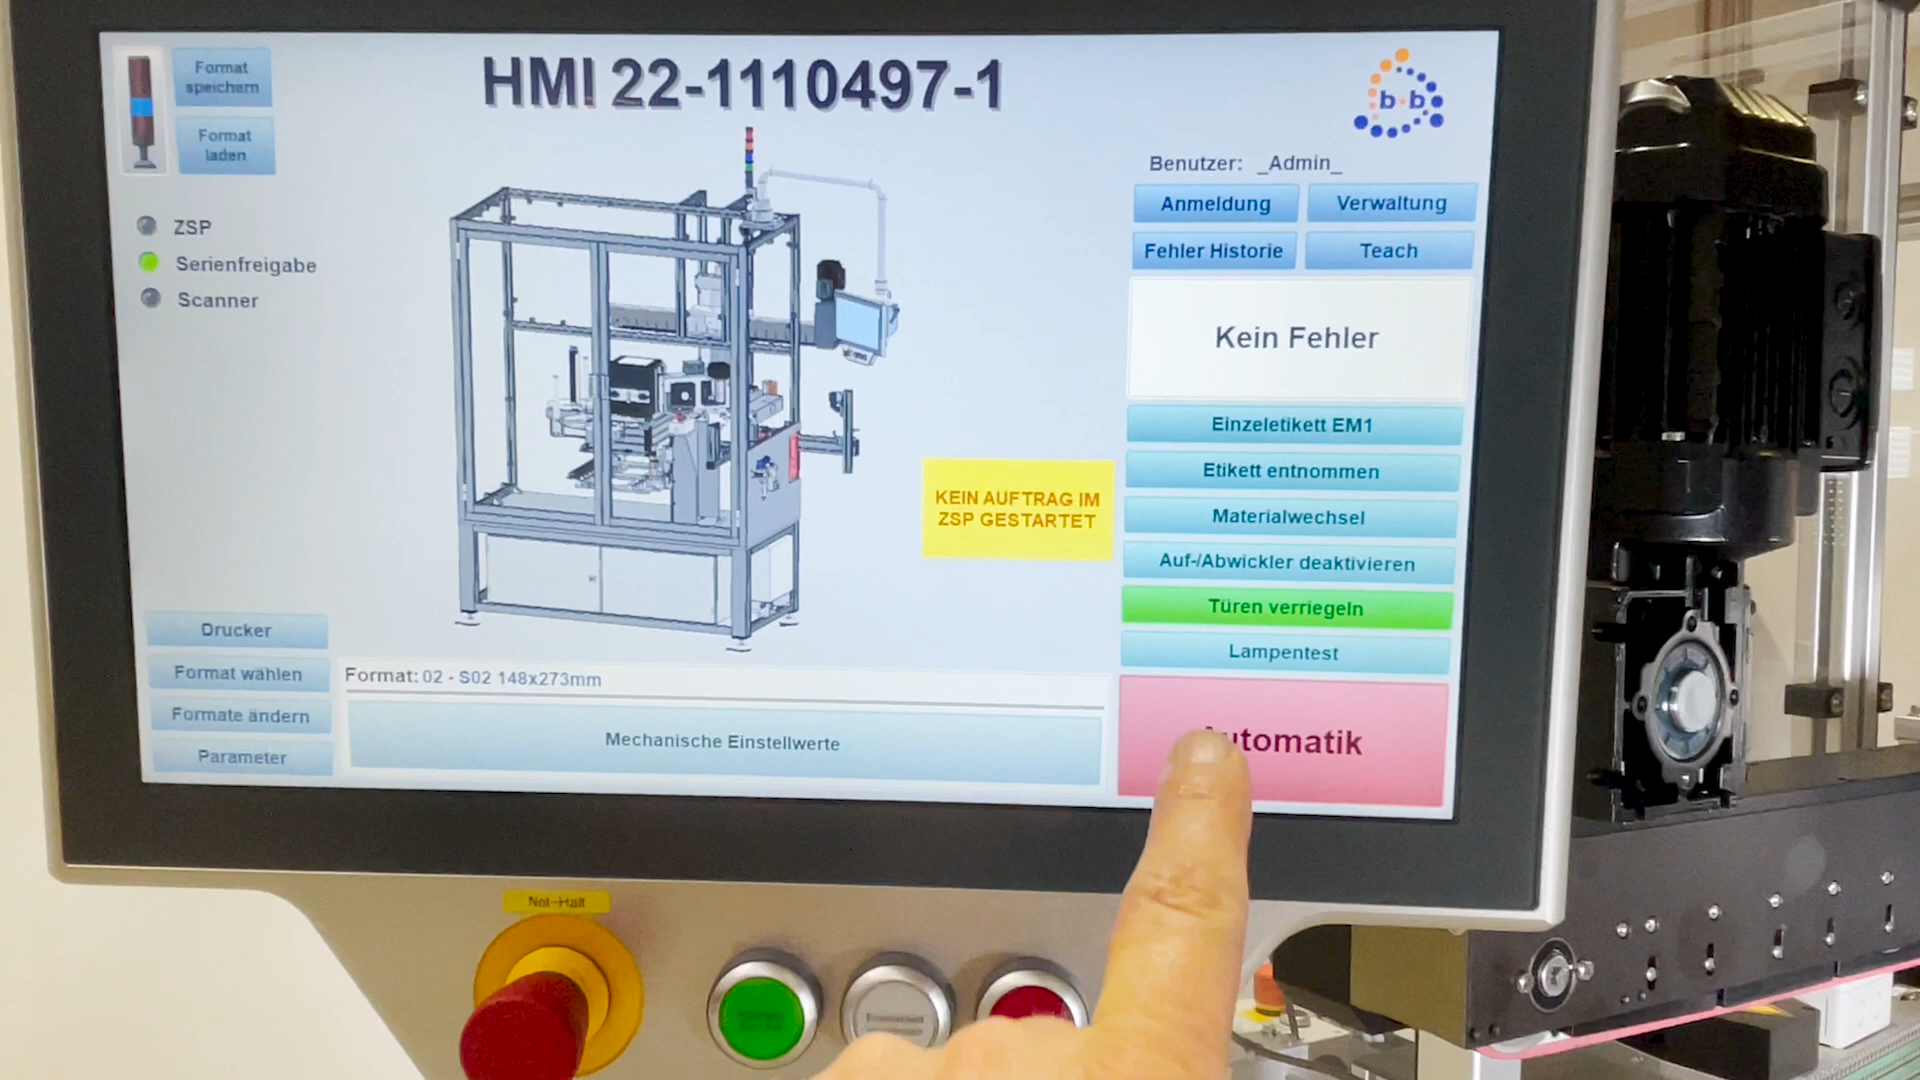 Format
speichern
HMI 22-1110497-1
b+b
Format
laden
Benutzer: _Admin_
Anmeldung
Verwaltung
ZSP
Fehler Historie
Teach
Serienfreigabe
Scanner
Kein Fehler
Einzeletikett EM1
Etikett entnommen
KEIN AUFTRAG IM
ZSP GESTARTET
Materialwechsel
Auf-/Abwickler deaktivieren
Türen verriegeln
Drucker
Lampentest
Format wählen
Format: 02 - S02 148x273mm
Formate ändern
Mechanische Einstellwerte
Automatik
Parameter
Not-Halt